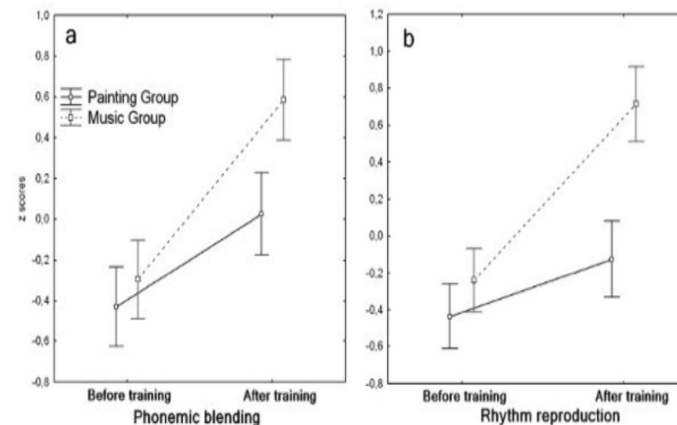 a
1,0
0,8
0,6
0,4
0,2
0,0
-0,2
-0,4
-0,6
-0,8
z scores
Painting Group
Music Group
Before training
After training
Phonemic blending
b
1,2
1,0
0,8
0,6
0,4
0,2
0,0
-0,2
-0,4
-0,6
-0,8
Before training
After training
Rhythm reproduction